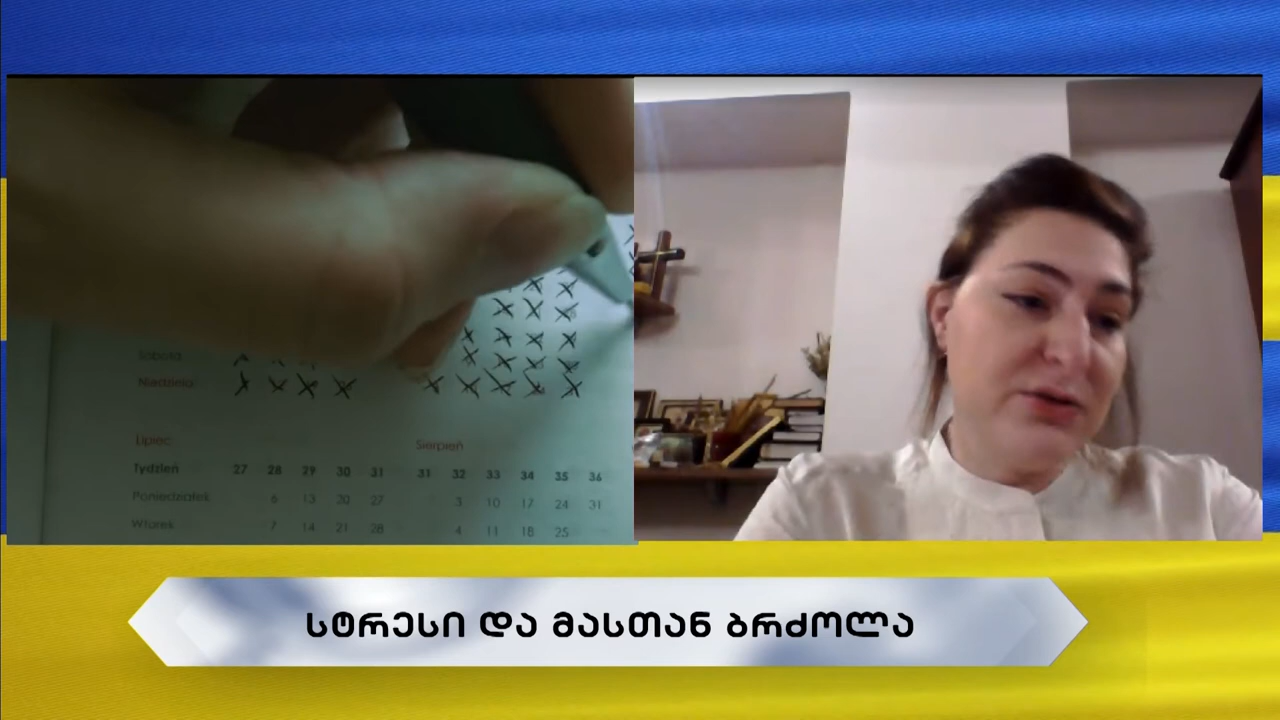 Sobota
Niedziela
Lipiec Sierpień
Tydzień 27 28 29 30 31 31 32 33 34 35 36
Poniedziałek 6 13 20 27 3 10 17 24 31
Wtorek 7 14 21 28 4 11 18 25
სტრესი და მასთან ბრძოლა